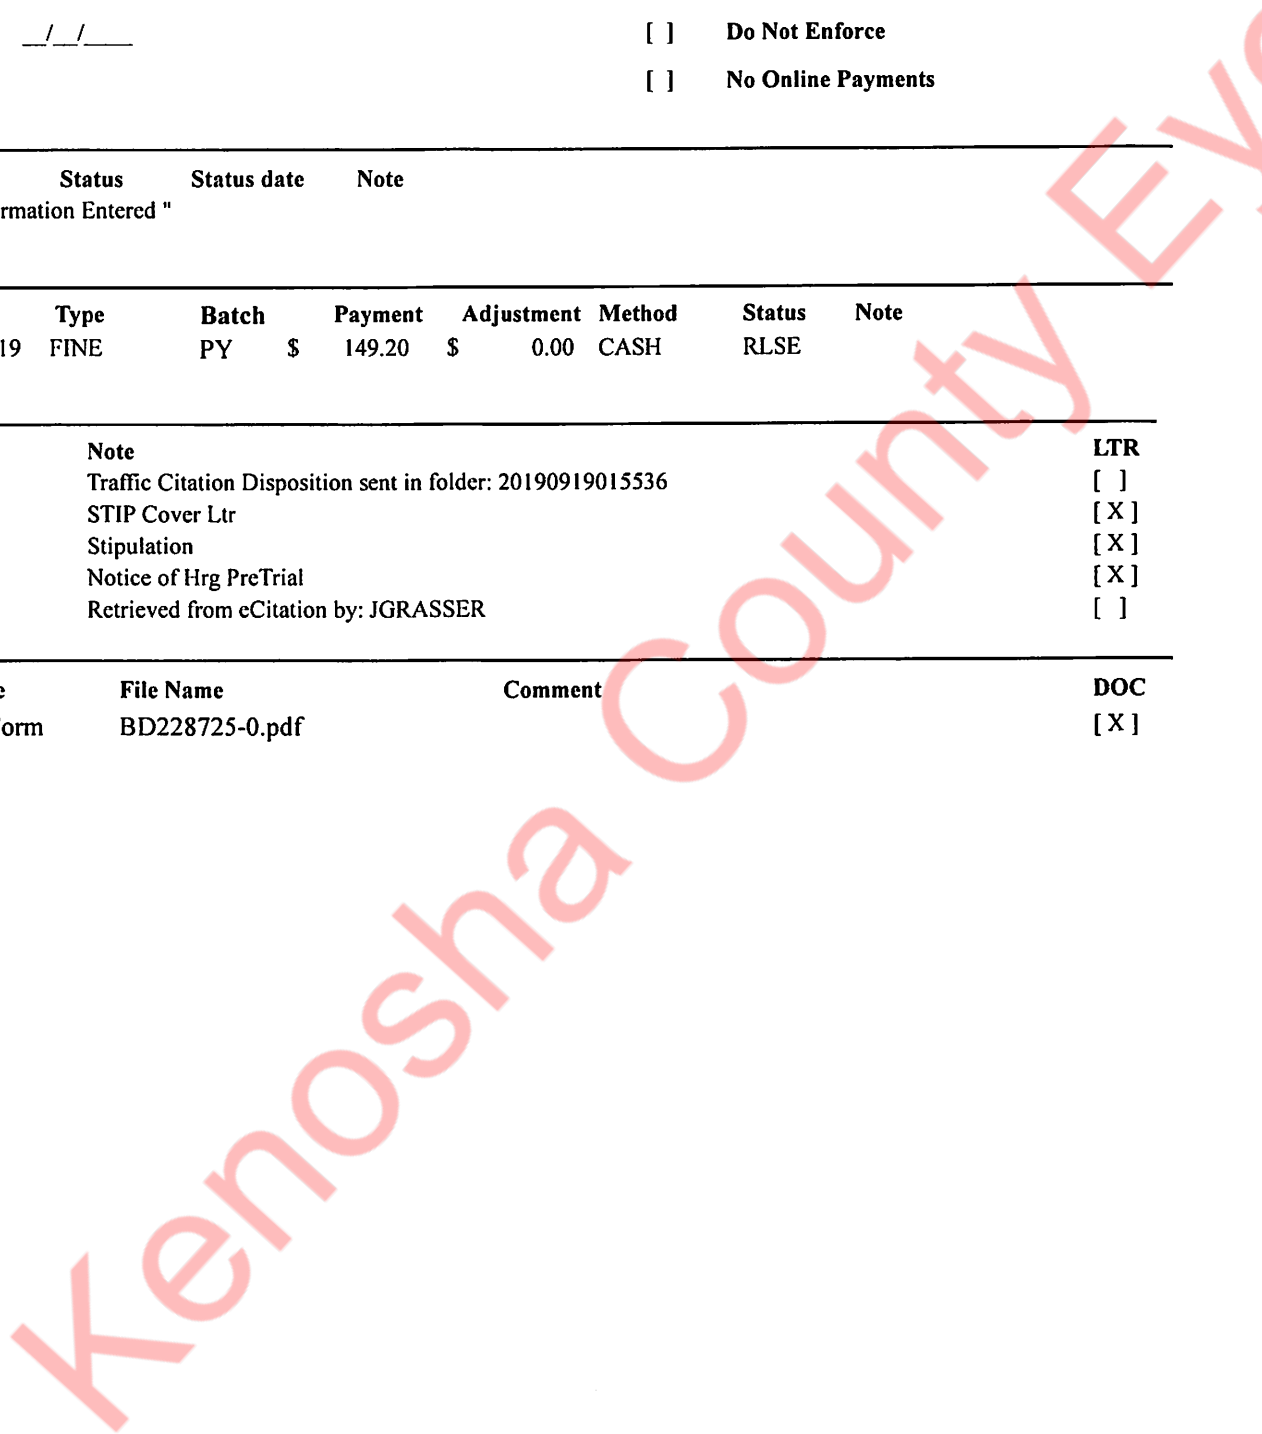 __/__/____ [ ] Do Not Enforce
[ ] No Online Payments
Status Status date Note
rmation Entered "
Type Batch Payment Adjustment Method Status Note
19 FINE PY $ 149.20 $ 0.00 CASH RLSE
Note LTR
Traffic Citation Disposition sent in folder: 20190919015536 [ ]
STIP Cover Ltr [ X ]
Stipulation [ X ]
Notice of Hrg PreTrial [ X ]
Retrieved from eCitation by: JGRASSER [ ]
e File Name Comment DOC
Form BD228725-0.pdf [ X ]
Kenosha County Eye